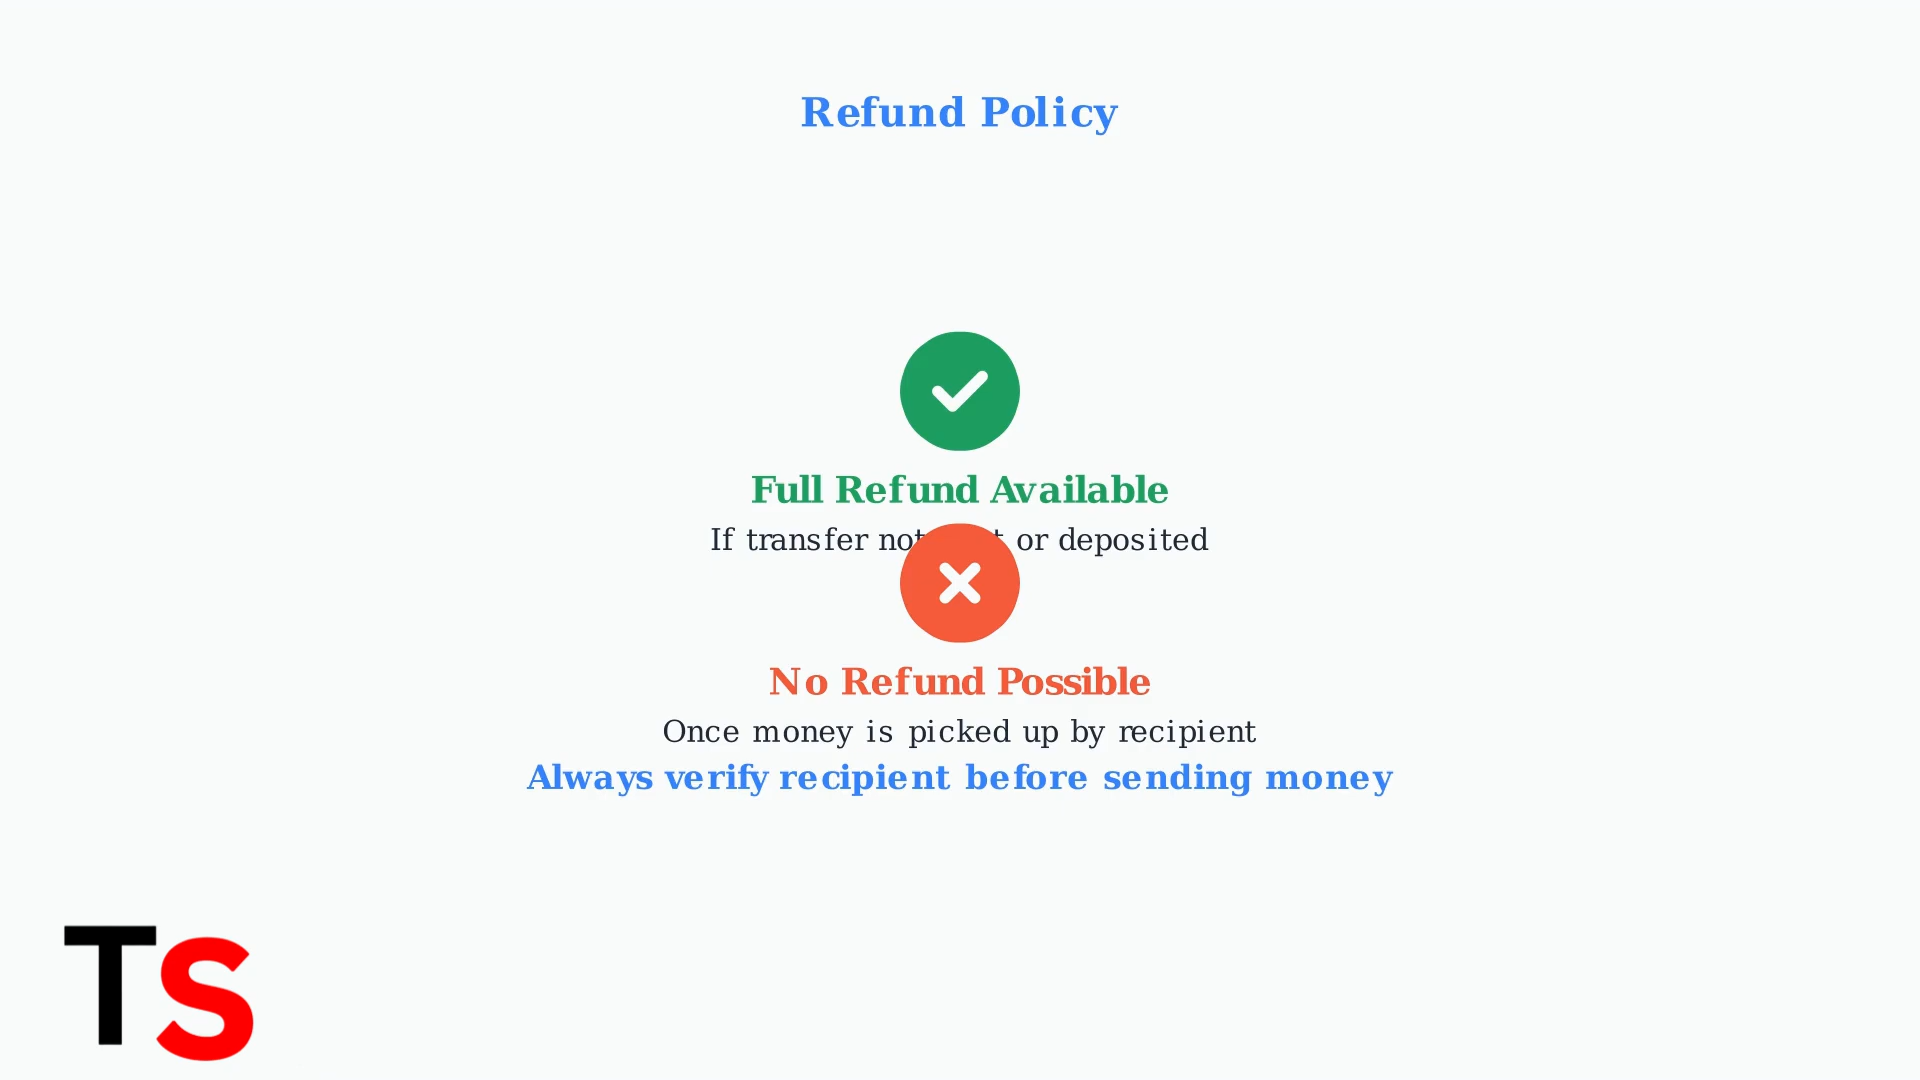 Refund Policy
Full Refund Available
If transfer not or deposited
No Refund Possible
Once money is picked up by recipient
Always verify recipient before sending money
TS